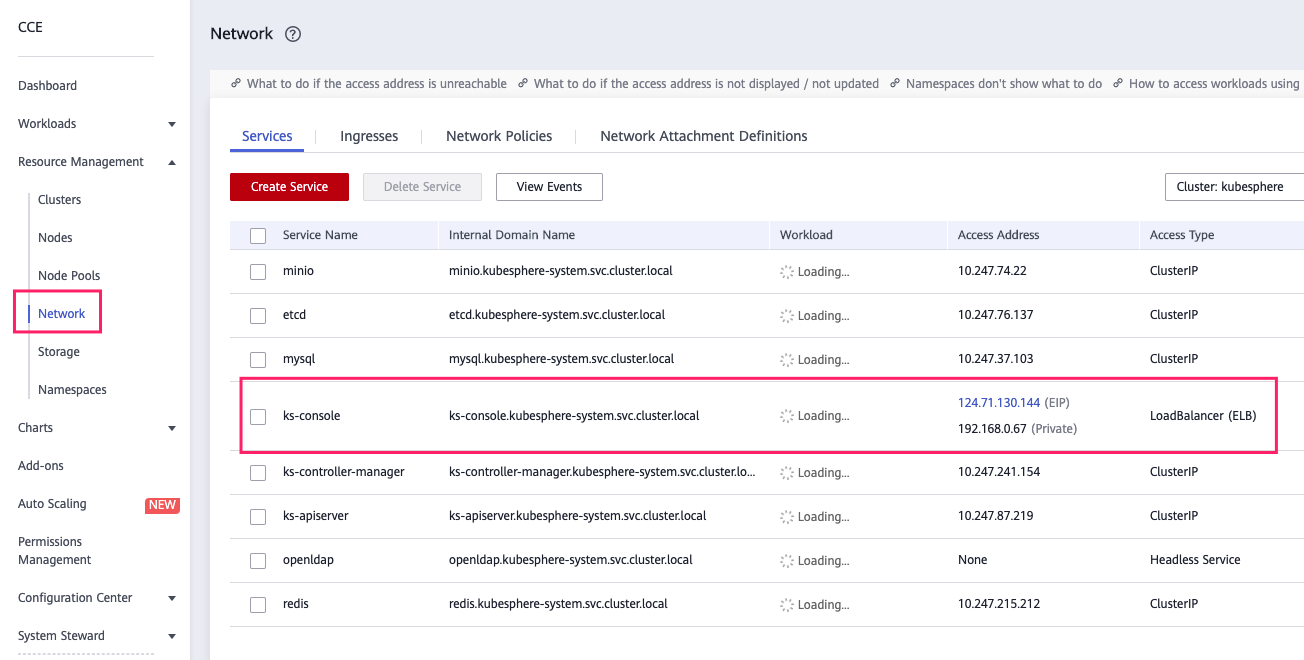 CCE
Dashboard
Workloads
Resource Management
Clusters
Nodes
Node Pools
Network
Storage
Namespaces
Charts
Add-ons
Auto Scaling NEW
Permissions
Management
Configuration Center
System Steward
Network ?
What to do if the access address is unreachable What to do if the access address is not displayed / not updated Namespaces don't show what to do How to access workloads using
Services Ingresses Network Policies Network Attachment Definitions
Create Service Delete Service View Events Cluster: kubesphere
Service Name Internal Domain Name Workload Access Address Access Type
minio minio.kubesphere-system.svc.cluster.local Loading... 10.247.74.22 ClusterIP
etcd etcd.kubesphere-system.svc.cluster.local Loading... 10.247.76.137 ClusterIP
mysql mysql.kubesphere-system.svc.cluster.local Loading... 10.247.37.103 ClusterIP
ks-console ks-console.kubesphere-system.svc.cluster.local Loading... 124.71.130.144 (EIP) LoadBalancer (ELB)
192.168.0.67 (Private)
ks-controller-manager ks-controller-manager.kubesphere-system.svc.cluster.lo... Loading... 10.247.241.154 ClusterIP
ks-apiserver ks-apiserver.kubesphere-system.svc.cluster.local Loading... 10.247.87.219 ClusterIP
openldap openldap.kubesphere-system.svc.cluster.local Loading... None Headless Service
redis redis.kubesphere-system.svc.cluster.local Loading... 10.247.215.212 ClusterIP